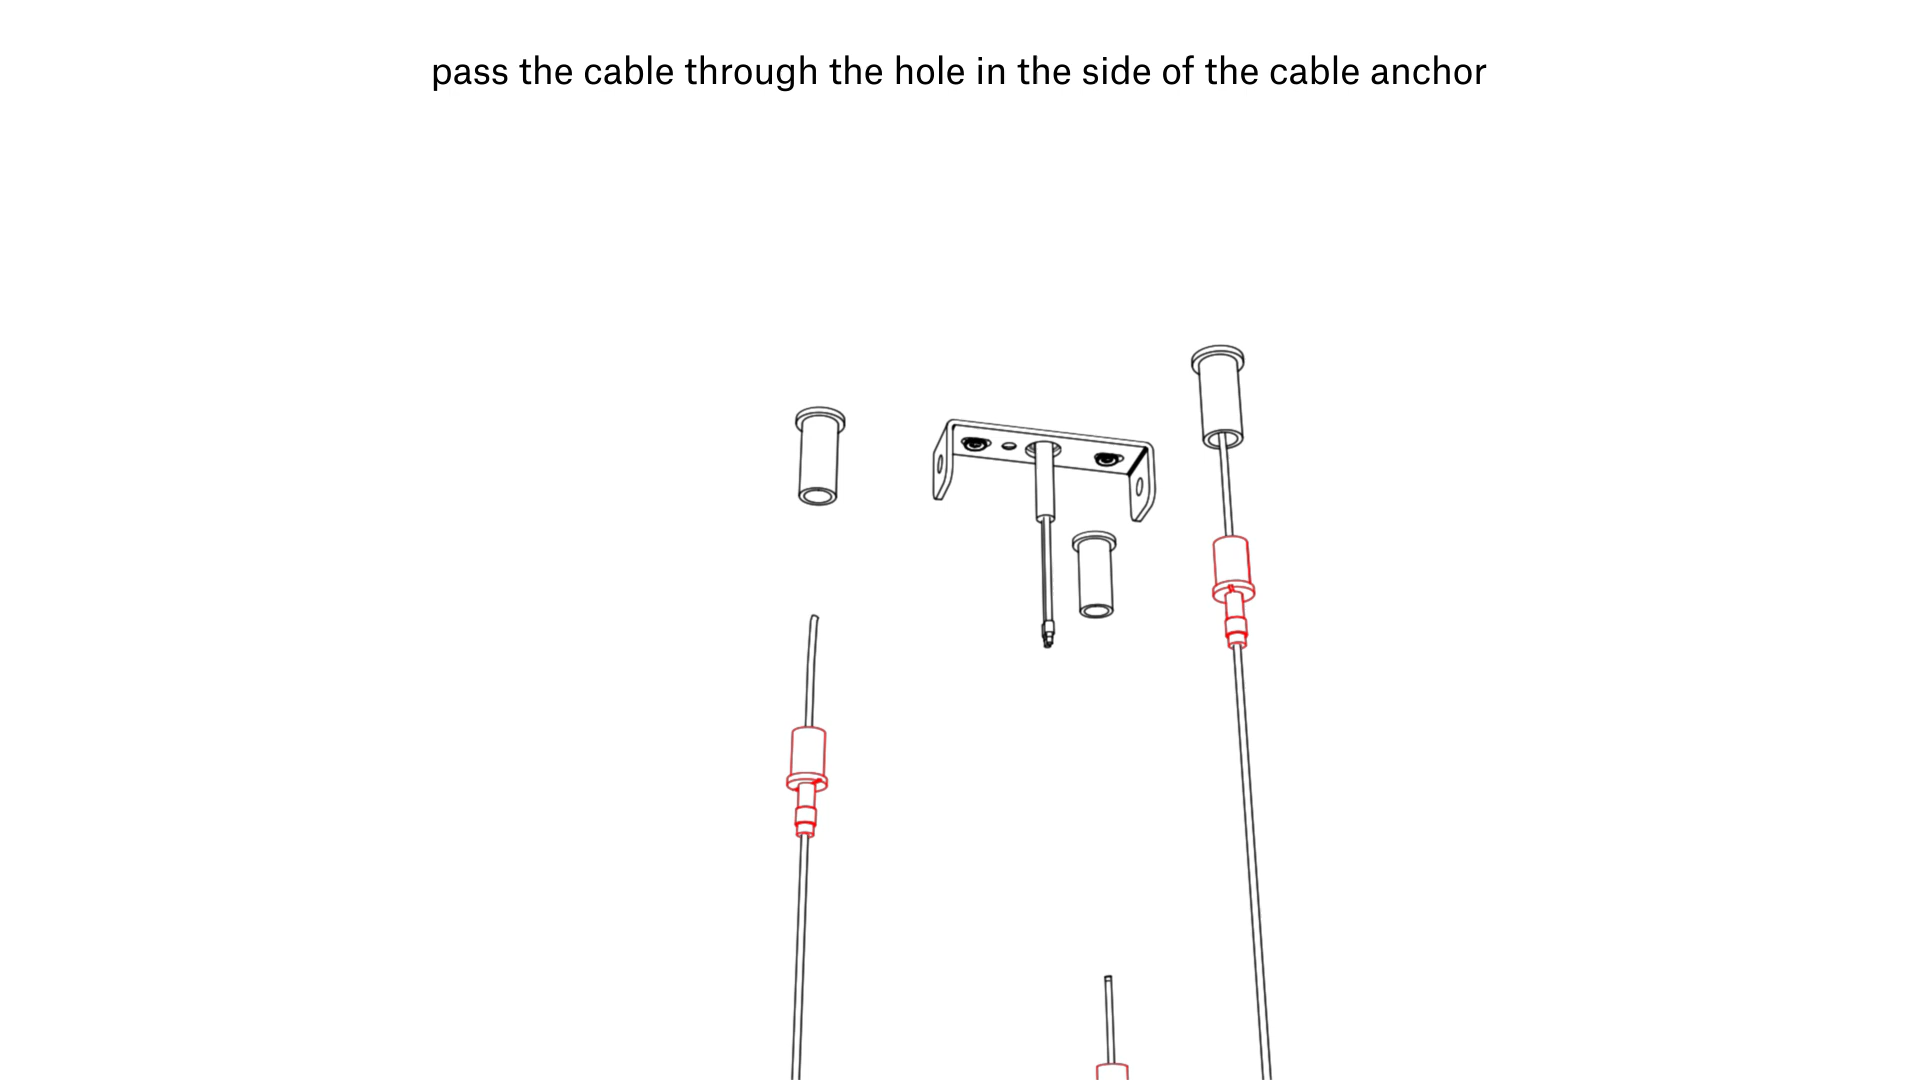 pass the cable through the hole in the side of the cable anchor